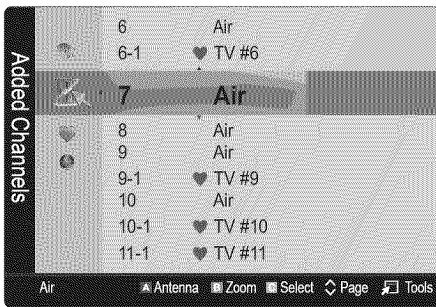 Added Channels
6 Air
6-1 ♥ TV #6
7 Air
8 Air
9 Air
9-1 ♥ TV #9
10 Air
10-1 ♥ TV #10
11-1 ♥ TV #11
Air A Antenna B Zoom C Select Page Tools